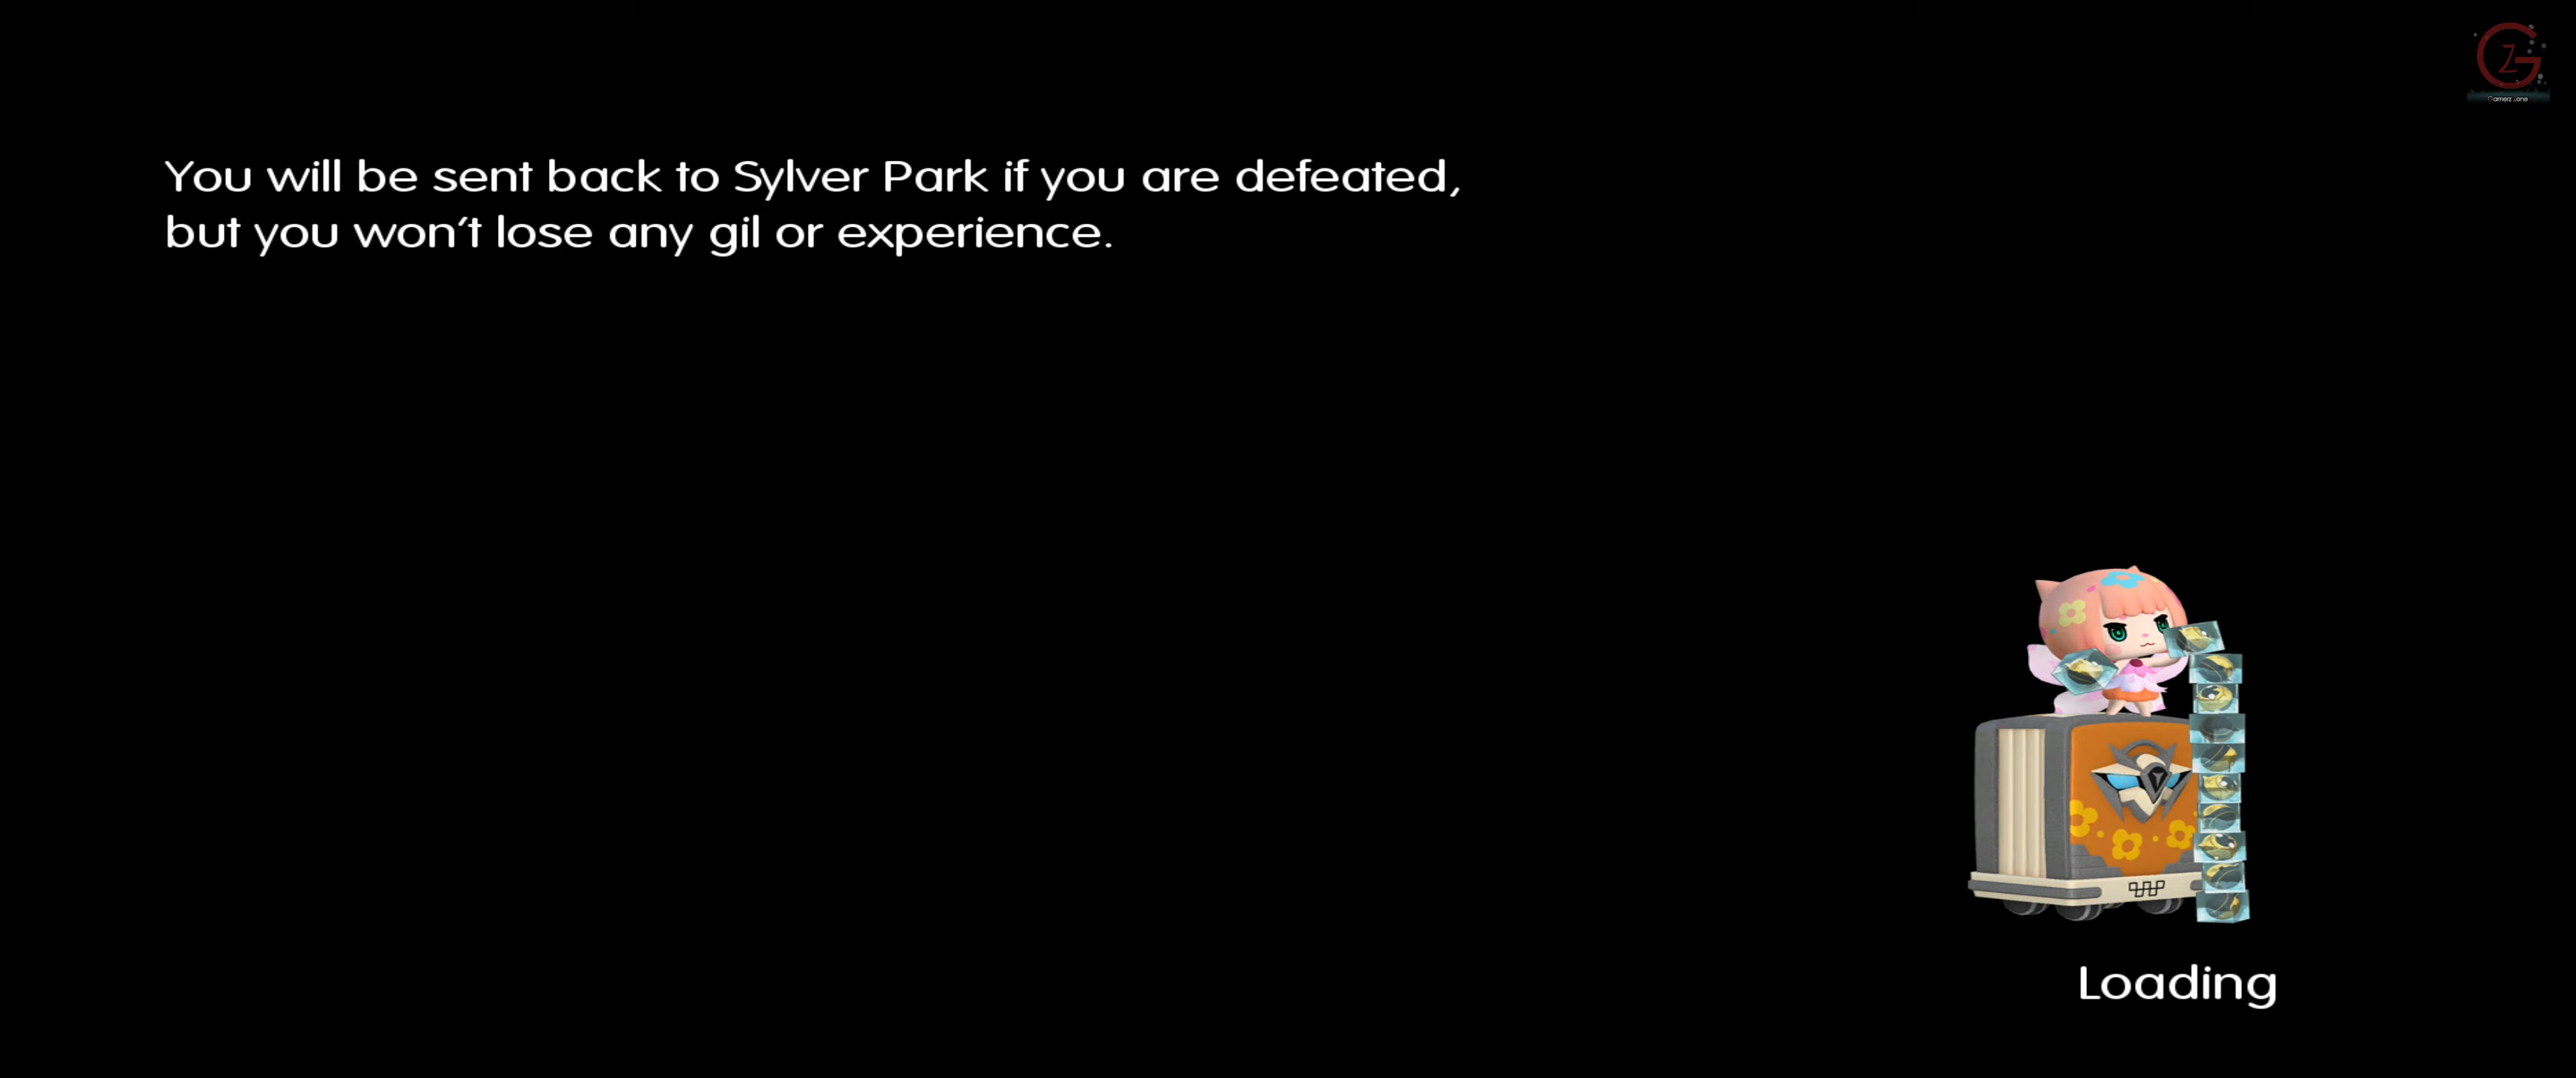 You will be sent back to Sylver Park if you are defeated,
but you won't lose any gil or experience.
Loading